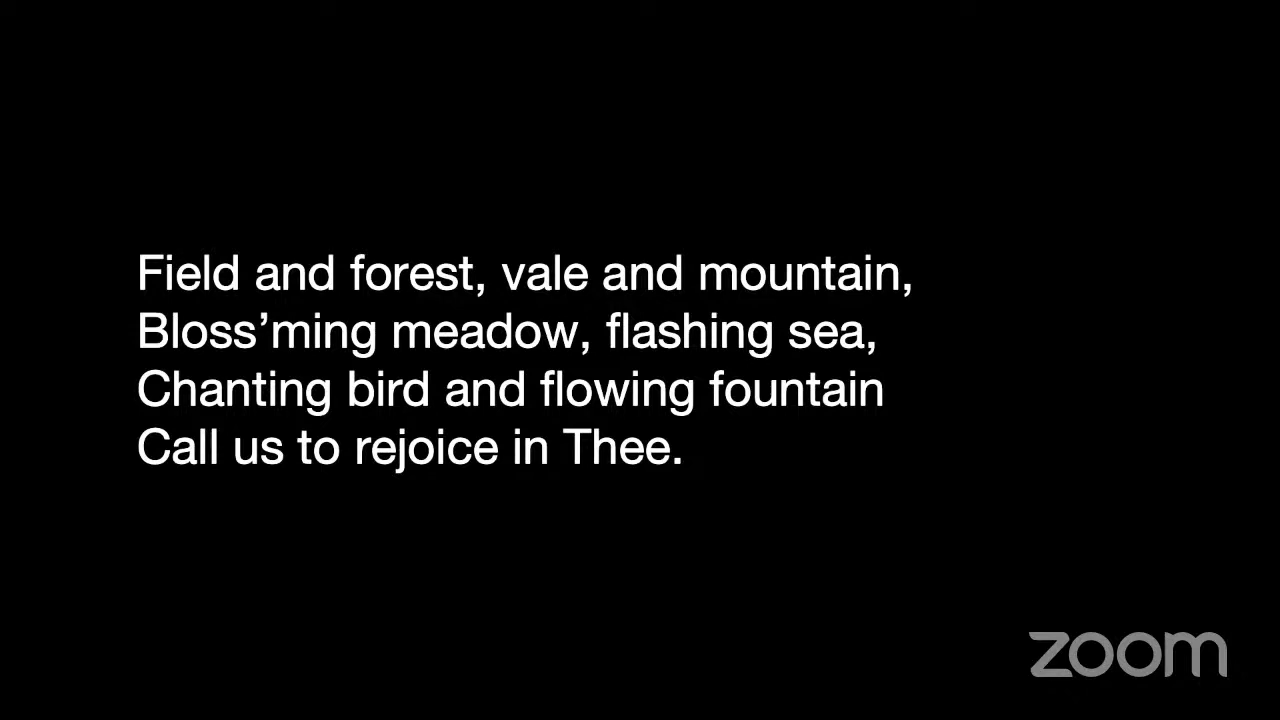 Field and forest, vale and mountain,
Bloss’ming meadow, flashing sea,
Chanting bird and flowing fountain
Call us to rejoice in Thee.
zoom